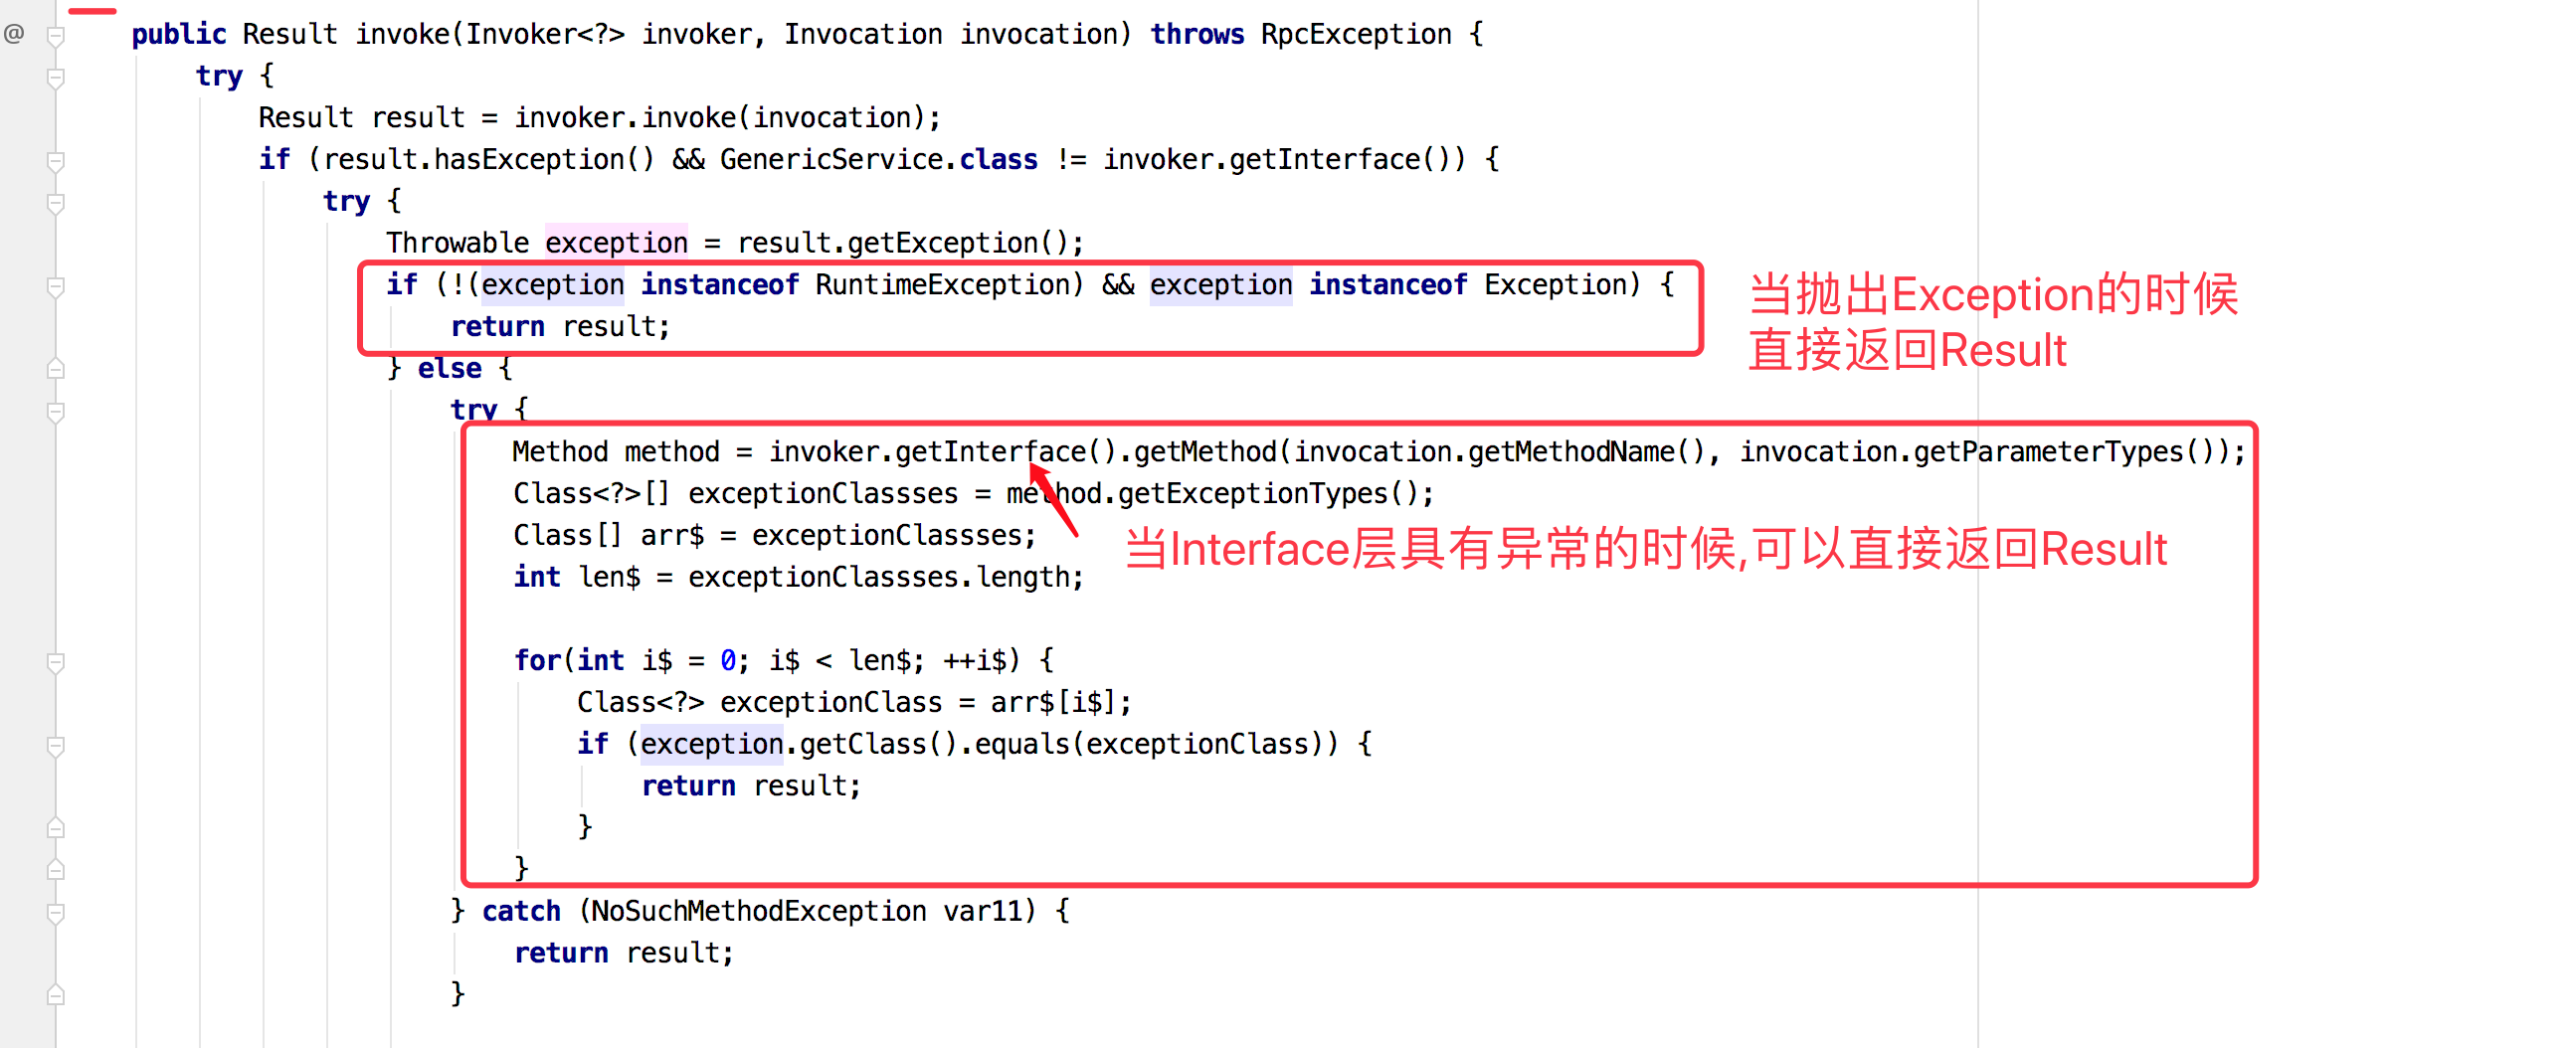 @
public Result invoke(Invoker<?> invoker, Invocation invocation) throws RpcException {
try {
Result result = invoker.invoke(invocation);
if (result.hasException() && GenericService.class != invoker.getInterface()) {
try {
Throwable exception = result.getException();
if (!(exception instanceof RuntimeException) && exception instanceof Exception) {
return result;
当抛出Exception的时候
直接返回Result
} else {
try {
Method method = invoker.getInterface().getMethod(invocation.getMethodName(), invocation.getParameterTypes());
Class<?>[] exceptionClassses = method.getExceptionTypes();
Class[] arr$ = exceptionClassses;
当Interface层具有异常的时候,可以直接返回Result
int len$ = exceptionClassses.length;
for(int i$ = 0; i$ < len$; ++i$) {
Class<?> exceptionClass = arr$[i$];
if (exception.getClass().equals(exceptionClass)) {
return result;
}
}
} catch (NoSuchMethodException var11) {
return result;
}